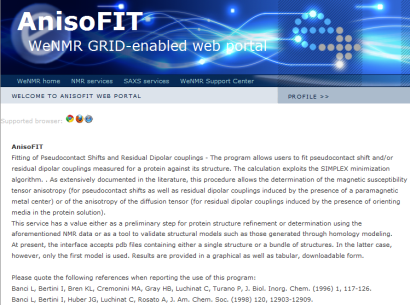 AnisoFIT
WeNMR GRID-enabled web portal
WeNMR home NMR services SAXS services WeNMR Support Center
WELCOME TO ANISOFIT WEB PORTAL PROFILE >>
Supported browser:
AnisoFIT
Fitting of Pseudocontact Shifts and Residual Dipolar couplings - The program allows users to fit pseudocontact shift and/or
residual dipolar couplings measured for a protein against its structure. The calculation exploits the SIMPLEX minimization
algorithm. . As extensively documented in the literature, this procedure allows the determination of the magnetic susceptibility
tensor anisotropy (for pseudocontact shifts as well as residual dipolar couplings induced by the presence of a paramagnetic
metal center) or of the anisotropy of the diffusion tensor (for residual dipolar couplings induced by the presence of orienting
media in the protein solution).
This service has a value either as a preliminary step for protein structure refinement or determination using the
aforementioned NMR data or as a tool to validate structural models such as those generated through homology modeling.
At present, the interface accepts pdb files containing either a single structure or a bundle of structures. In the latter case,
however, only the first model is used. Results are provided in a graphical as well as tabular, downloadable form.
Please quote the following references when reporting the use of this program:
Banci L, Bertini I, Bren KL, Cremonini MA, Gray HB, Luchinat C, Turano P, J. Biol. Inorg. Chem. (1996) 1, 117-126.
Banci L, Bertini I, Huber JG, Luchinat C, Rosato A, J. Am. Chem. Soc. (1998) 120, 12903-12909.